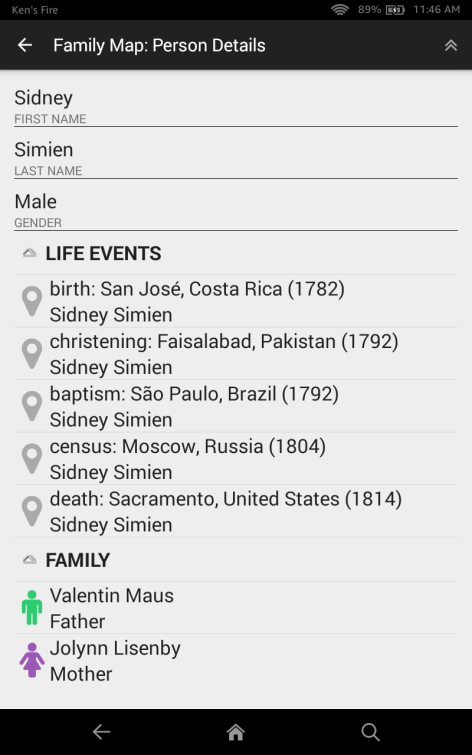 Ken's Fire 89% 11:46 AM
Family Map: Person Details
Sidney
FIRST NAME
Simien
LAST NAME
Male
GENDER
LIFE EVENTS
birth: San José, Costa Rica (1782)
Sidney Simien
christening: Faisalabad, Pakistan (1792)
Sidney Simien
baptism: São Paulo, Brazil (1792)
Sidney Simien
census: Moscow, Russia (1804)
Sidney Simien
death: Sacramento, United States (1814)
Sidney Simien
FAMILY
Valentin Maus
Father
Jolynn Lisenby
Mother